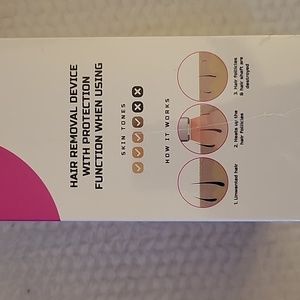 HAIR REMOVAL DEVICE
WITH PROTECTION
FUNCTION WHEN USING
SKIN TONES
HOW IT WORKS
1. Unwanted hair
2. Heats up the
hair follicles
3. Hair follicles
& hair shaft are
destroyed